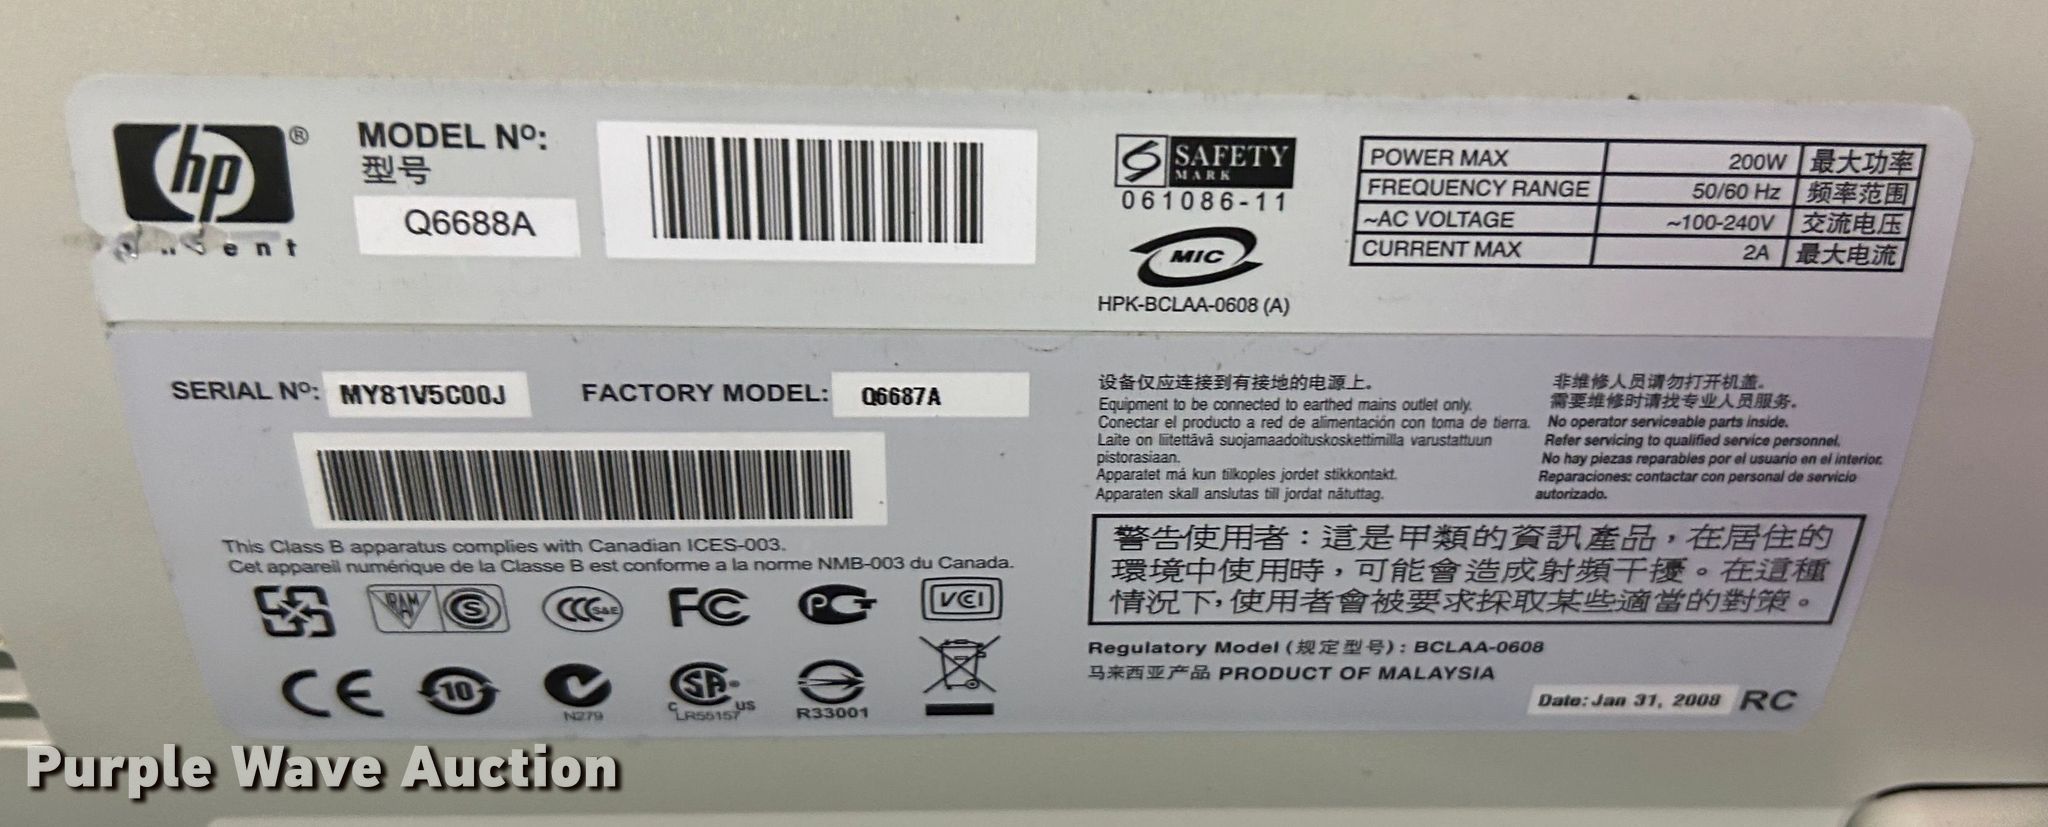 hp®
MODEL Nº:
型号
Q6688A
SAFETY
MARK
061086-11
MIC
HPK-BCLAA-0608 (A)
POWER MAX 200W 最大功率
FREQUENCY RANGE 50/60 Hz 频率范围
~AC VOLTAGE ~100-240V 交流电压
CURRENT MAX 2A 最大电流
SERIAL Nº: MY81V5C00J FACTORY MODEL: Q6687A
This Class B apparatus complies with Canadian ICES-003.
Cet appareil numérique de la Classe B est conforme a la norme NMB-003 du Canada.
IRAM S CCC S&E FC PCT VCI
CE 10 N279 SA C US LR55157 R33001
设备仅应连接到有接地的电源上。
Equipment to be connected to earthed mains outlet only.
Conectar el producto a red de alimentación con toma de tierra.
Laite on liitettävä suojamaadoituskoskettimilla varustattuun
pistorasiaan.
Apparatet må kun tilkoples jordet stikkontakt.
Apparaten skall anslutas till jordat nätuttag.
非维修人员请勿打开机盖。
需要维修时请找专业人员服务。
No operator serviceable parts inside.
Refer servicing to qualified service personnel.
No hay piezas reparables por el usuario en el interior.
Reparaciones: contactar con personal de servicio
autorizado.
警告使用者：這是甲類的資訊產品，在居住的
環境中使用時，可能會造成射頻干擾。在這種
情況下，使用者會被要求採取某些適當的對策。
Regulatory Model (规定型号) : BCLAA-0608
马来西亚产品 PRODUCT OF MALAYSIA
Date: Jan 31, 2008 RC
Purple Wave Auction